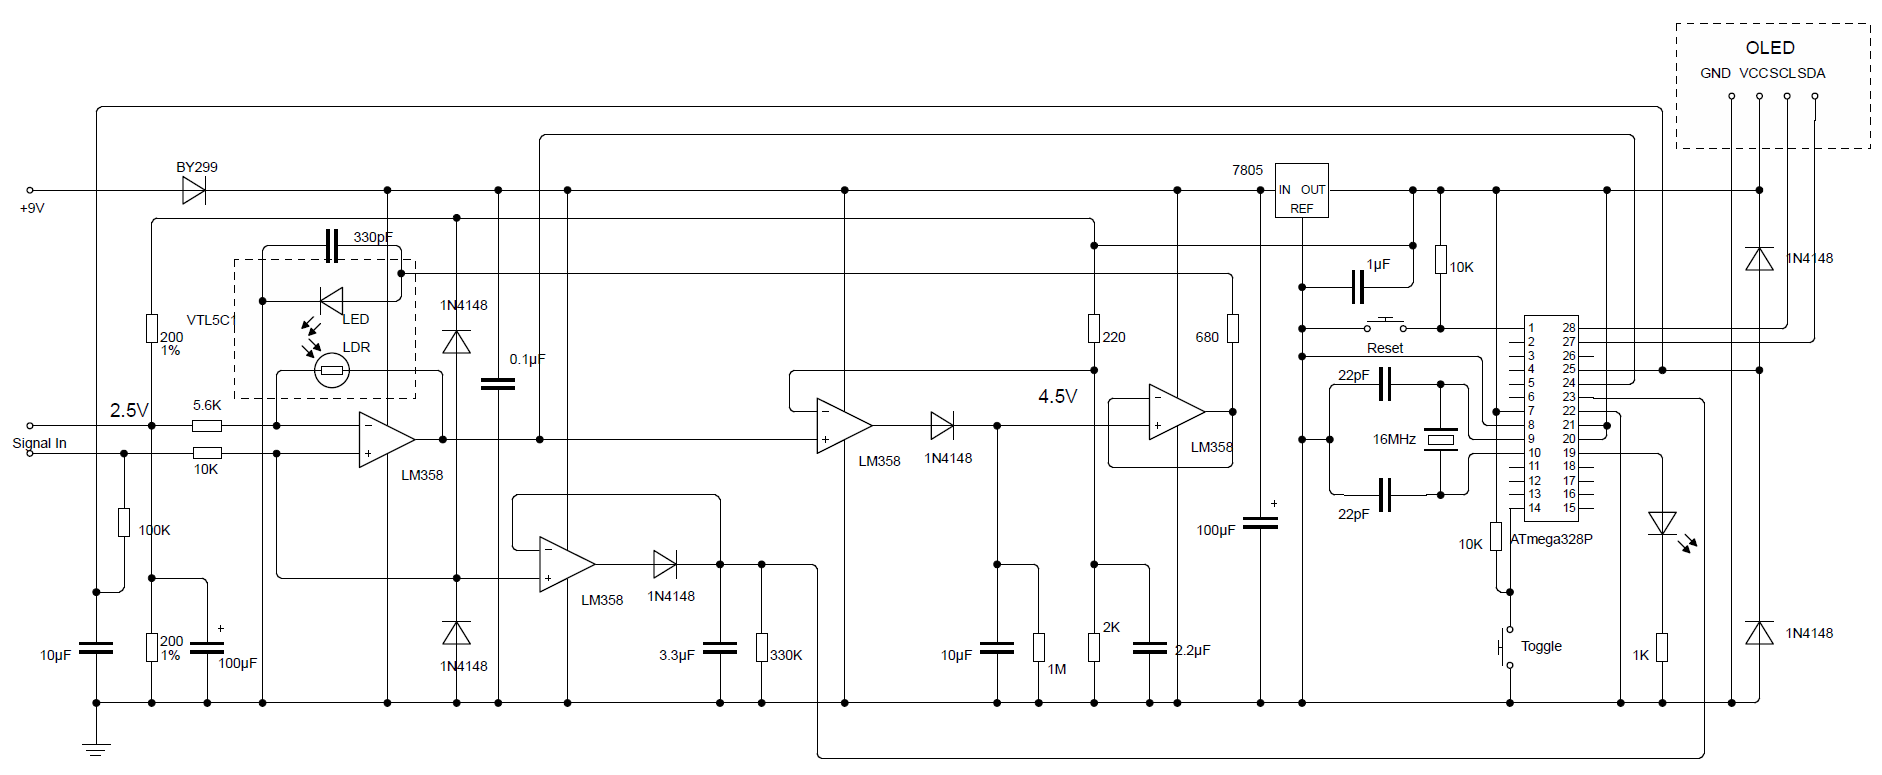 OLED
GND VCC SCL SDA
BY299
+9V
7805
IN OUT
REF
330pF
VTL5C1
LED
LDR
200
1%
1N4148
0.1µF
2.5V
5.6K
Signal In
10K
LM358
100K
10µF
200
1%
100µF
+
1N4148
LM358
1N4148
3.3µF
330K
LM358
1N4148
4.5V
220
680
LM358
10µF
1M
2K
2.2µF
100µF
+
1µF
10K
Reset
22pF
16MHz
22pF
1 28
2 27
3 26
4 25
5 24
6 23
7 22
8 21
9 20
10 19
11 18
12 17
13 16
14 15
ATmega328P
10K
Toggle
1K
1N4148
1N4148